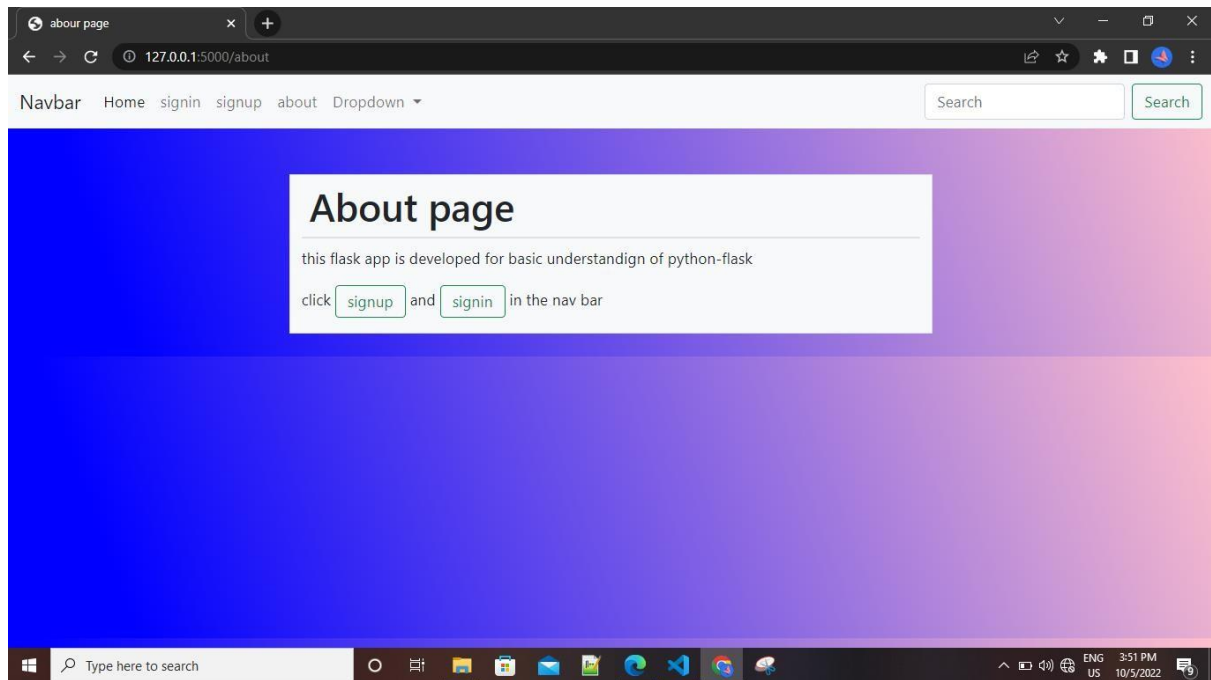 abour page
127.0.0.1:5000/about
Navbar Home signin signup about Dropdown Search Search
About page
this flask app is developed for basic understandign of python-flask
click signup and signin in the nav bar
Type here to search
ENG 3:51 PM
US 10/5/2022 9